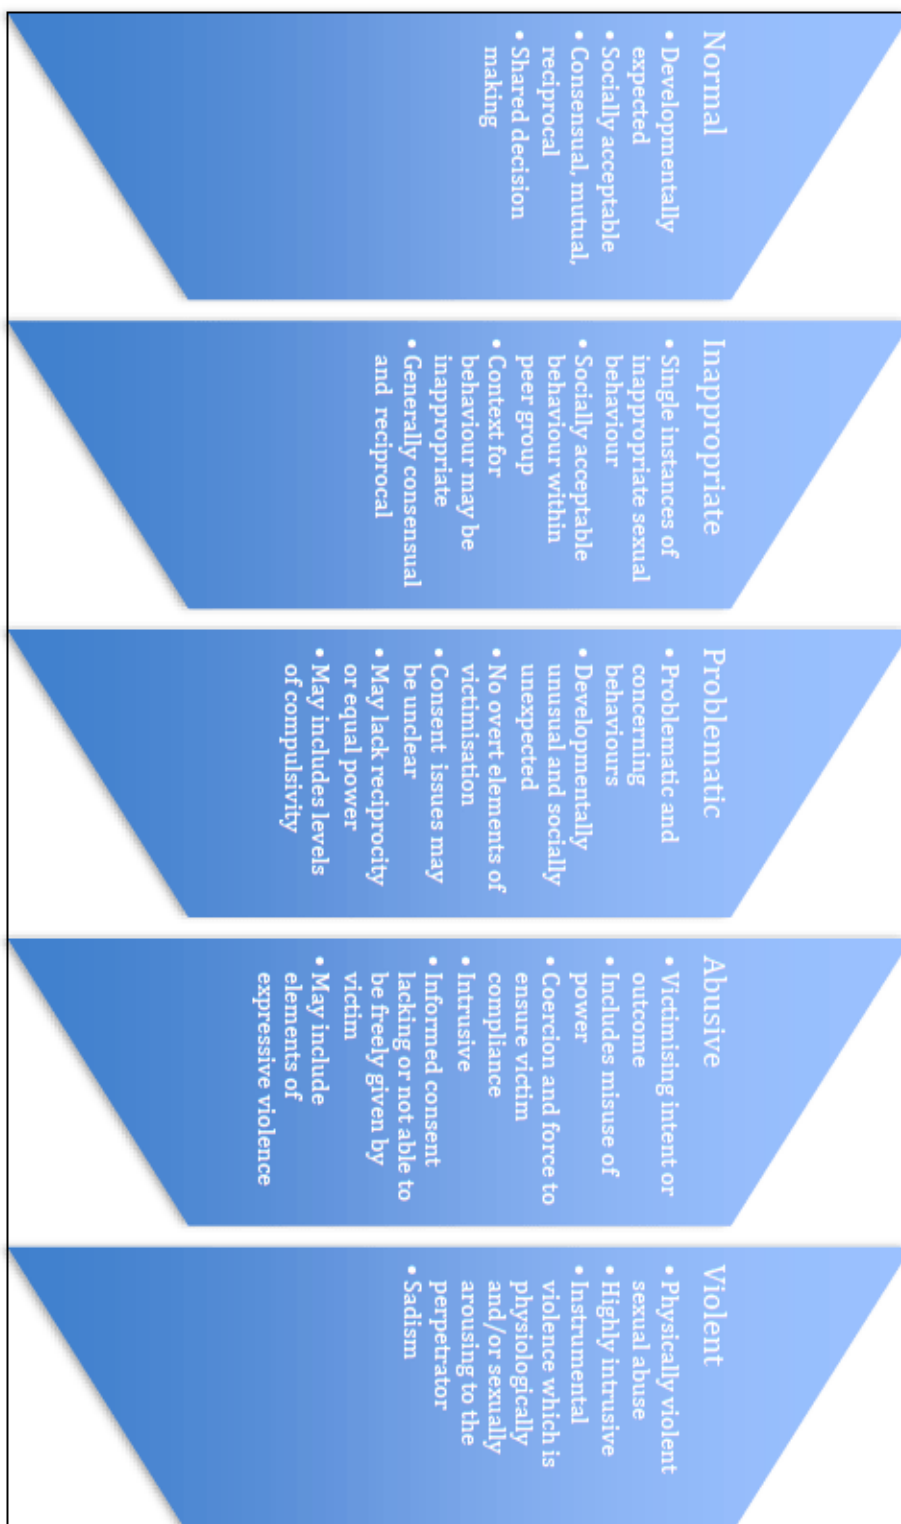 Normal
• Developmentally
expected
• Socially acceptable
• Consensual, mutual,
reciprocal
• Shared decision
making
Inappropriate
• Single instances of
inappropriate sexual
behaviour
• Socially acceptable
behaviour within
peer group
• Context for
behaviour may be
inappropriate
• Generally consensual
and reciprocal
Problematic
• Problematic and
concerning
behaviours
• Developmentally
unusual and socially
unexpected
• No overt elements of
victimisation
• Consent issues may
be unclear
• May lack reciprocity
or equal power
• May includes levels
of compulsivity
Abusive
• Victimising intent or
outcome
• Includes misuse of
power
• Coercion and force to
ensure victim
compliance
• Intrusive
• Informed consent
lacking or not able to
be freely given by
victim
• May include
elements of
expressive violence
Violent
• Physically violent
sexual abuse
• Highly intrusive
• Instrumental
violence which is
physiologically
and/or sexually
arousing to the
perpetrator
• Sadism